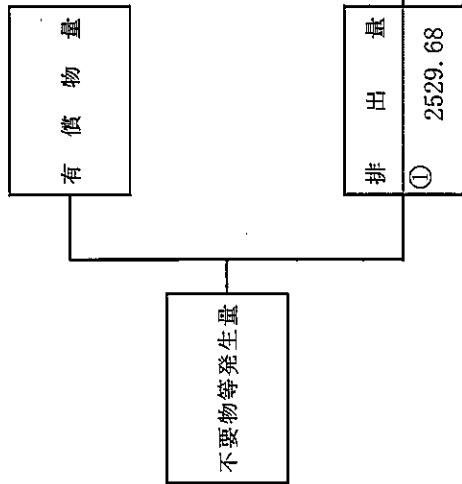 不要物等発生量
有償物量
排出量
①
2529.68